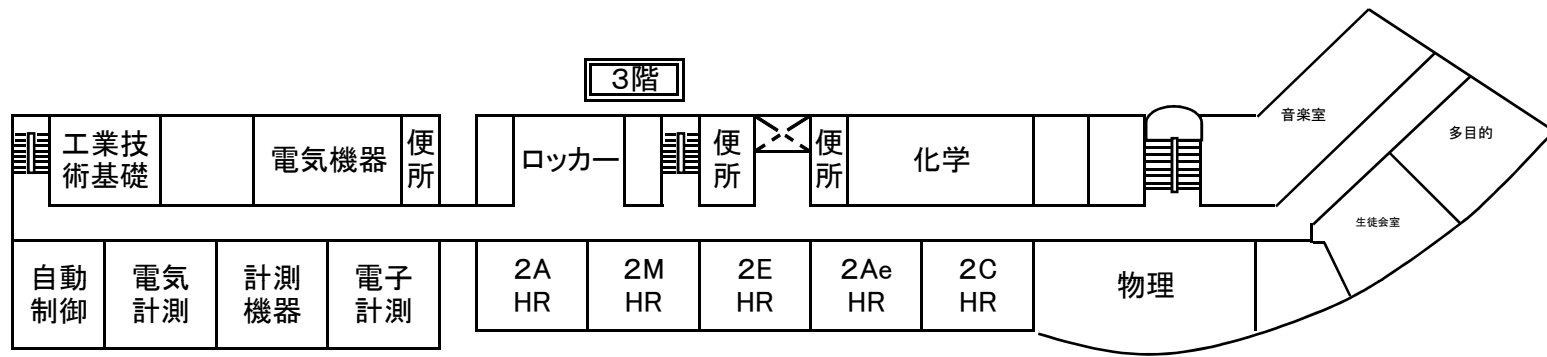 3階
工業技
術基礎
電気機器
便
所
ロッカー
便
所
便
所
化学
音楽室
多目的
生徒会室
自動
制御
電気
計測
計測
機器
電子
計測
2A
HR
2M
HR
2E
HR
2Ae
HR
2C
HR
物理